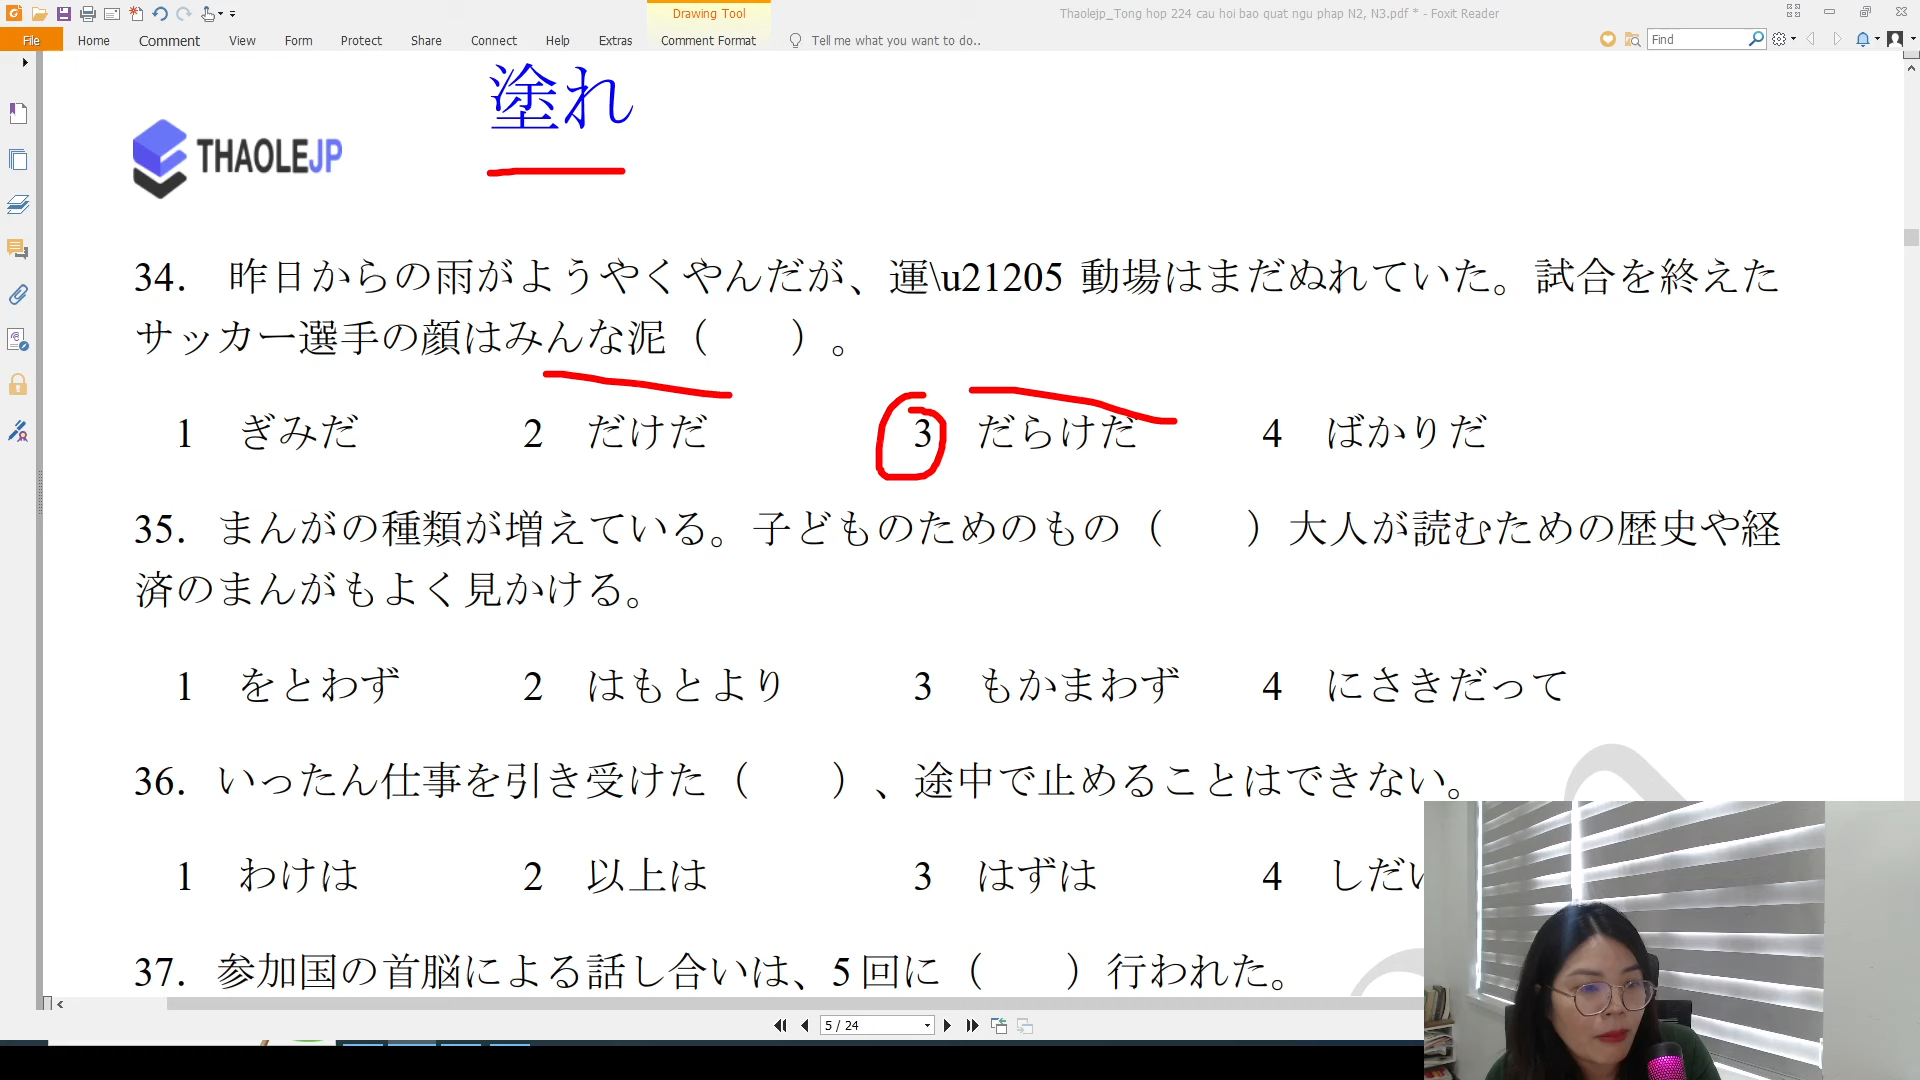 Drawing Tool
Thaolejp_Tong hop 224 cau hoi bao quat ngu phap N2, N3.pdf * - Foxit Reader
File Home Comment View Form Protect Share Connect Help Extras Comment Format Tell me what you want to do.. Find
塗れ
THAOLEJP
34. 昨日からの雨がようやくやんだが、運\u21205 動場はまだぬれていた。試合を終えた
サッカー選手の顔はみんな泥（　　）。
1 ぎみだ 2 だけだ 3 だらけだ 4 ばかりだ
35. まんがの種類が増えている。子どものためのもの（　　）大人が読むための歴史や経
済のまんがもよく見かける。
1 をとわず 2 はもとより 3 もかまわず 4 にさきだって
36. いったん仕事を引き受けた（　　）、途中で止めることはできない。
1 わけは 2 以上は 3 はずは 4 しだい
37. 参加国の首脳による話し合いは、5 回に（　　）行われた。
5 / 24